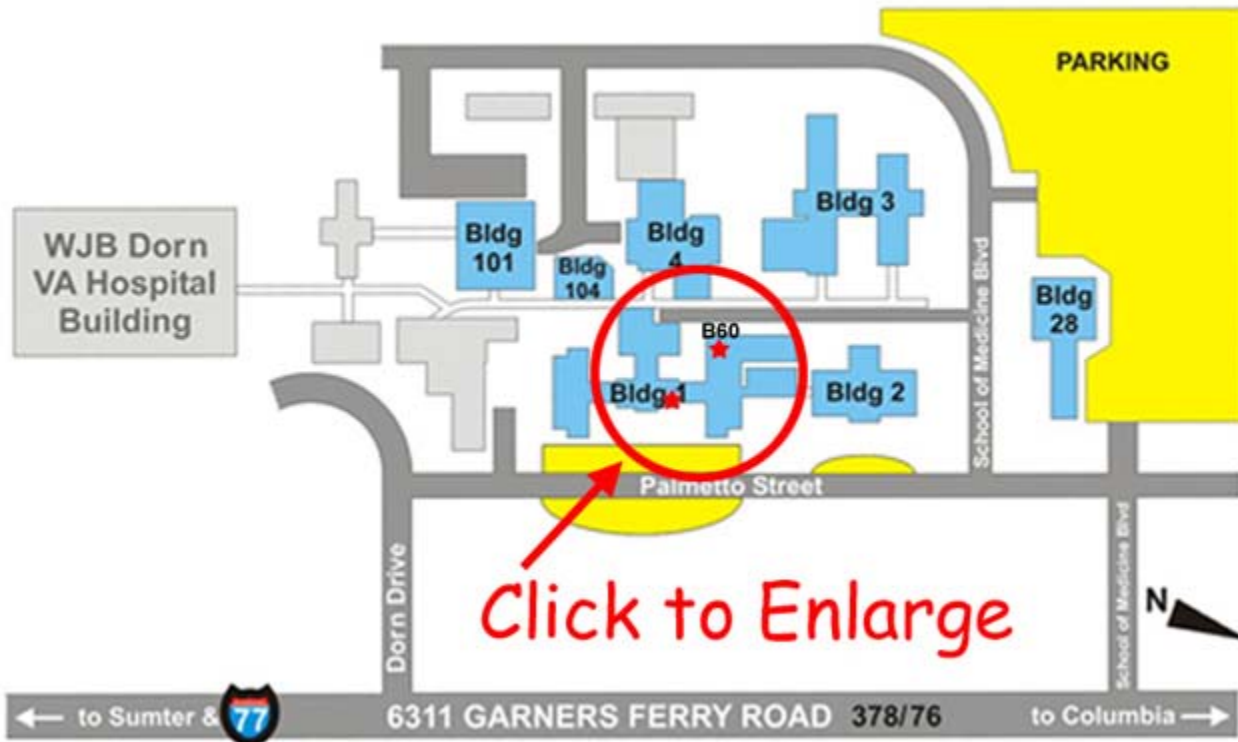 PARKING
Bldg 3
Bldg
101
Bldg
4
WJB Dorn
VA Hospital
Building
Bldg
104
Bldg
28
B60
Bldg 1
Bldg 2
School of Medicine Blvd
Palmetto Street
Click to Enlarge
Dorn Drive
School of Medicine Blvd
N
← to Sumter & 77
6311 GARNERS FERRY ROAD 378/76
to Columbia →